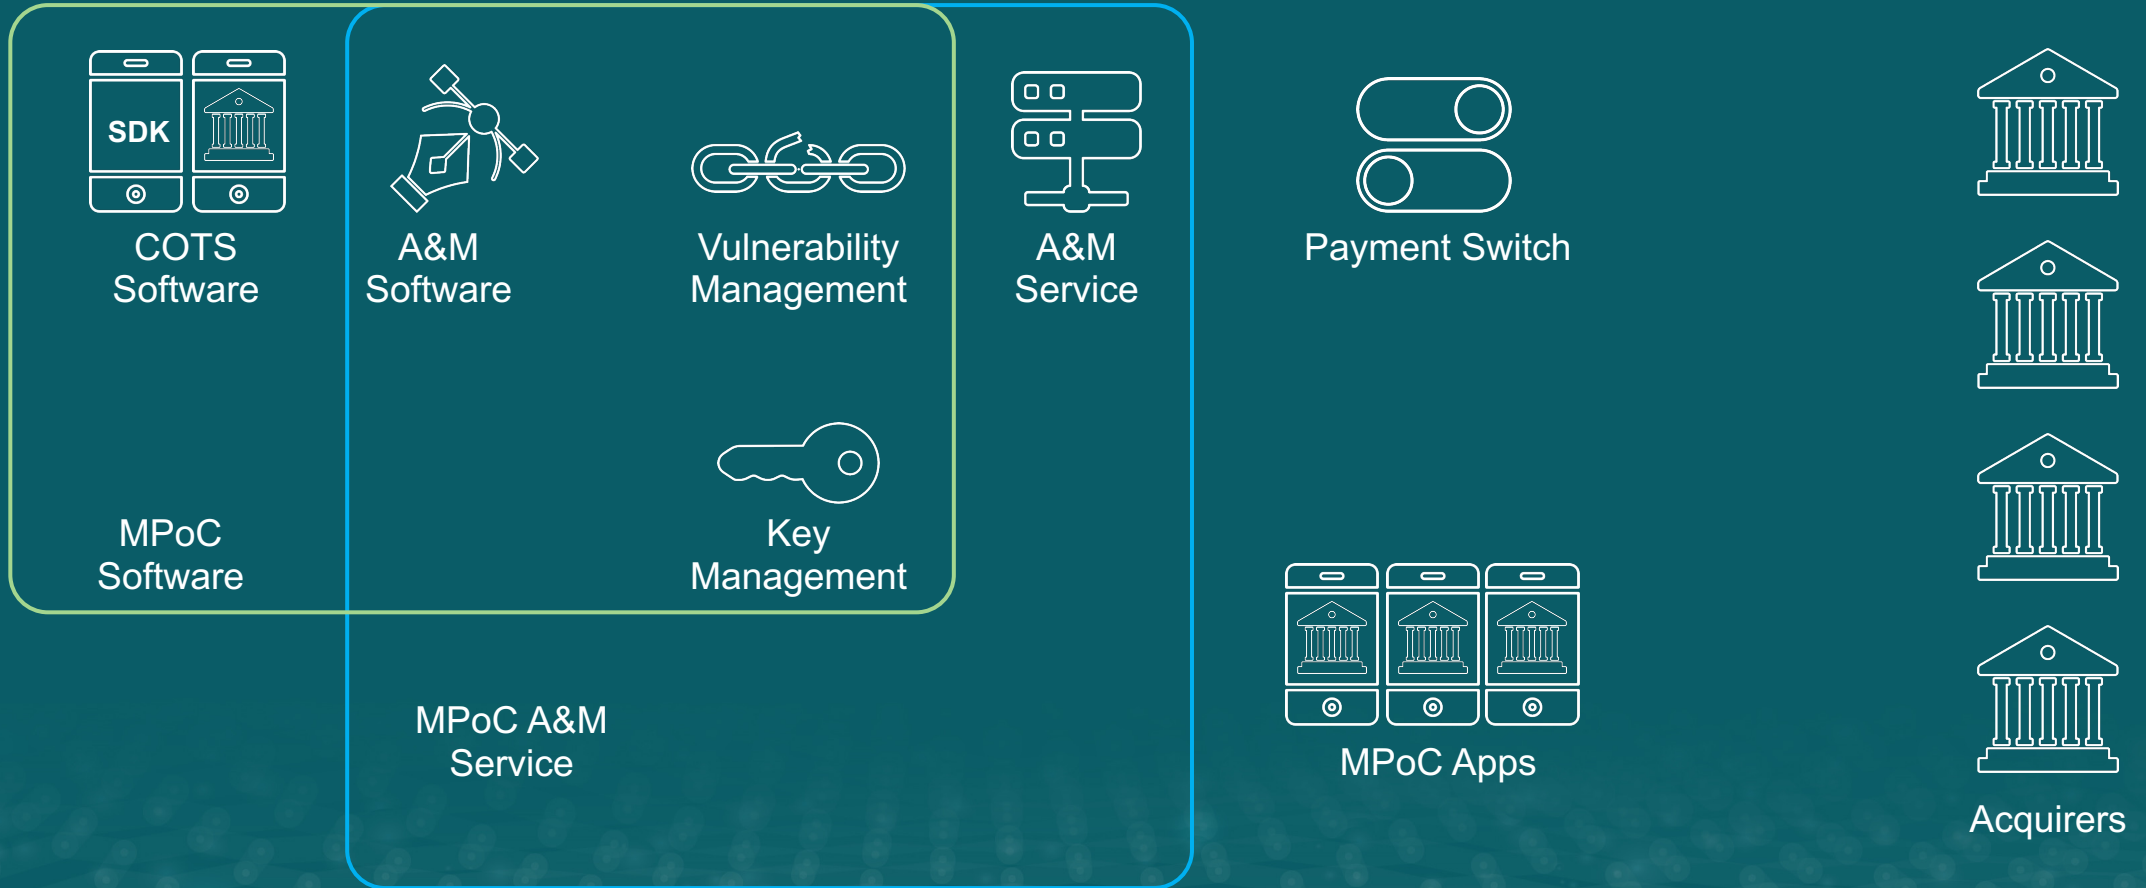 SDK
COTS
Software
A&M
Software
Vulnerability
Management
A&M
Service
Payment Switch
MPoC
Software
Key
Management
MPoC A&M
Service
MPoC Apps
Acquirers